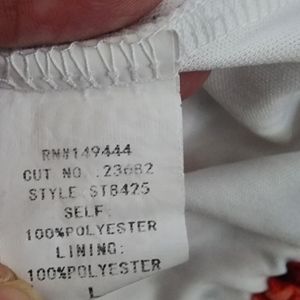 RN#149444
CUT NO .23682
STYLE ST8425
SELF:
100%POLYESTER
LINING:
100%POLYESTER
L